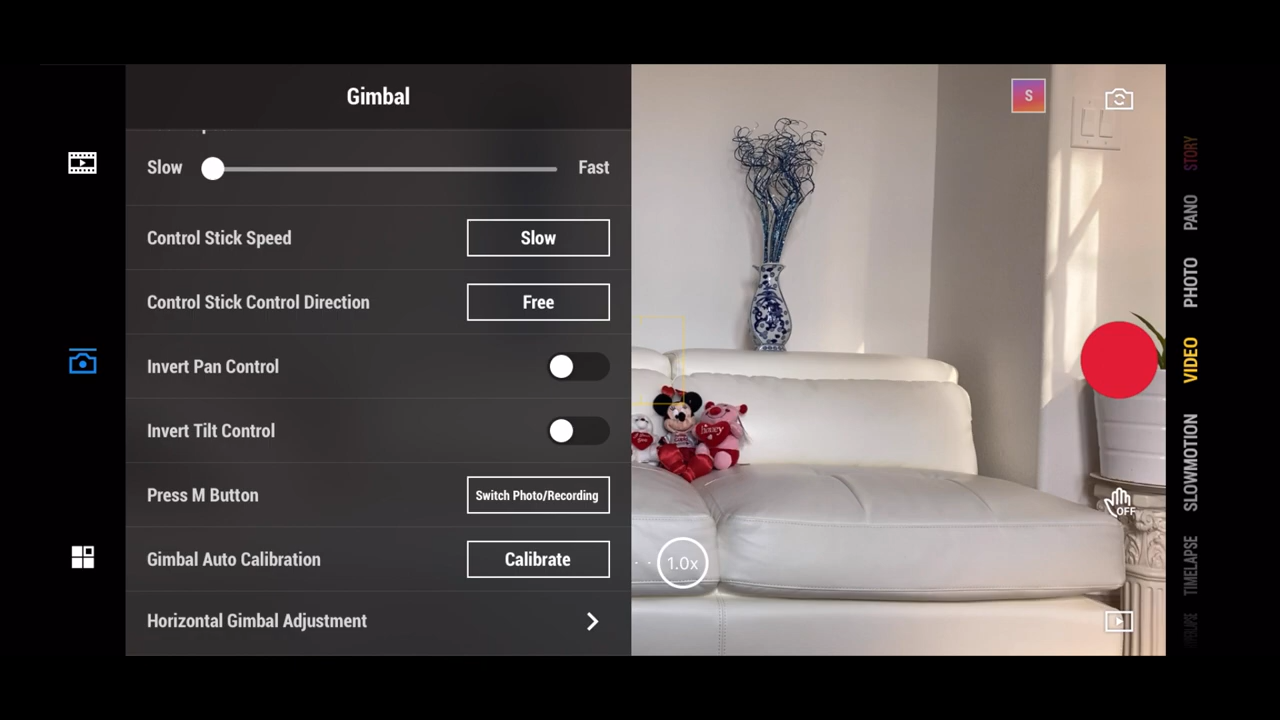 Gimbal
Slow
Fast
Control Stick Speed
Slow
Control Stick Control Direction
Free
Invert Pan Control
Invert Tilt Control
Press M Button
Switch Photo/Recording
Gimbal Auto Calibration
Calibrate
Horizontal Gimbal Adjustment
S
honey
1.0x
OFF
STORY
PANO
PHOTO
VIDEO
SLOWMOTION
TIMELAPSE